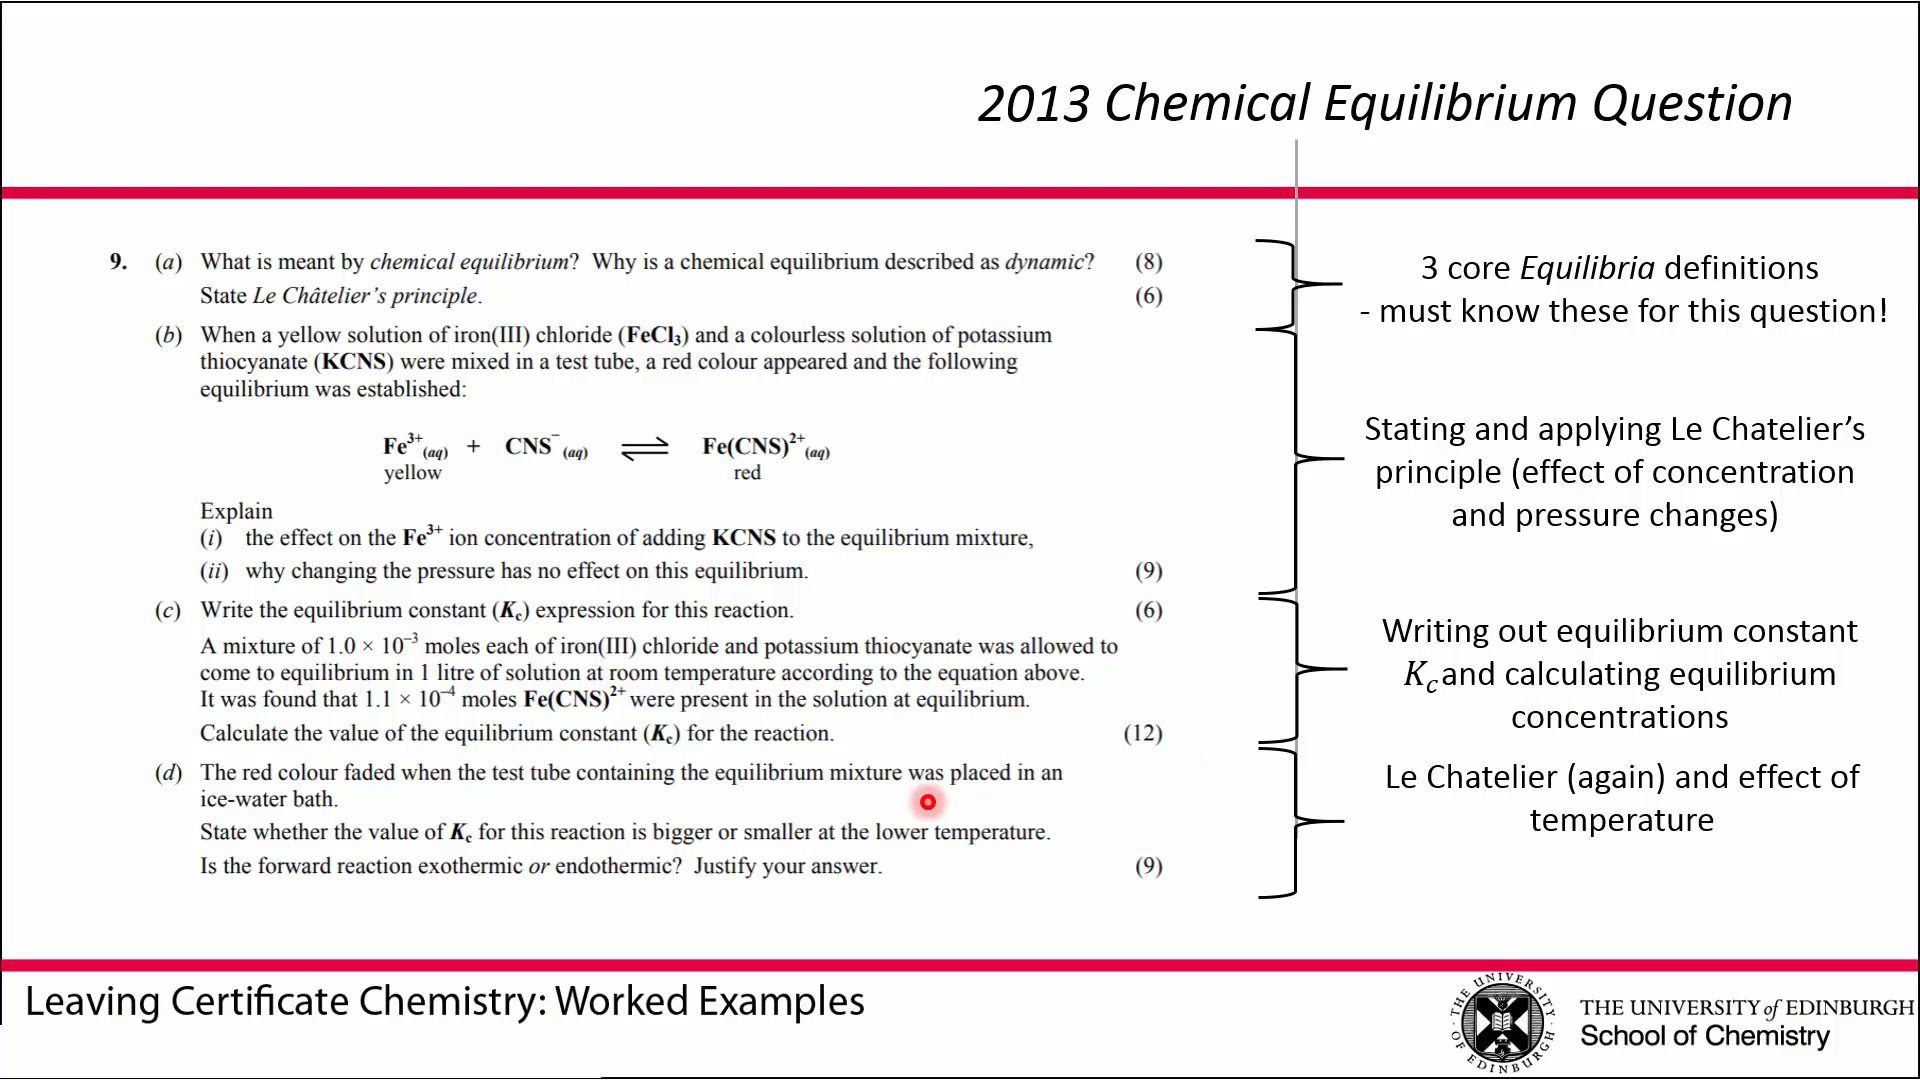 2013 Chemical Equilibrium Question
9. (a) What is meant by chemical equilibrium? Why is a chemical equilibrium described as dynamic? (8)
State Le Châtelier’s principle. (6)
(b) When a yellow solution of iron(III) chloride (FeCl₃) and a colourless solution of potassium
thiocyanate (KCNS) were mixed in a test tube, a red colour appeared and the following
equilibrium was established:
Fe³⁺(aq) + CNS⁻(aq) ⇌ Fe(CNS)²⁺(aq)
yellow red
Explain
(i) the effect on the Fe³⁺ ion concentration of adding KCNS to the equilibrium mixture,
(ii) why changing the pressure has no effect on this equilibrium. (9)
(c) Write the equilibrium constant (Kc) expression for this reaction. (6)
A mixture of 1.0 × 10⁻³ moles each of iron(III) chloride and potassium thiocyanate was allowed to
come to equilibrium in 1 litre of solution at room temperature according to the equation above.
It was found that 1.1 × 10⁻⁴ moles Fe(CNS)²⁺ were present in the solution at equilibrium.
Calculate the value of the equilibrium constant (Kc) for the reaction. (12)
(d) The red colour faded when the test tube containing the equilibrium mixture was placed in an
ice-water bath.
State whether the value of Kc for this reaction is bigger or smaller at the lower temperature.
Is the forward reaction exothermic or endothermic? Justify your answer. (9)
3 core Equilibria definitions
- must know these for this question!
Stating and applying Le Chatelier’s
principle (effect of concentration
and pressure changes)
Writing out equilibrium constant
Kc and calculating equilibrium
concentrations
Le Chatelier (again) and effect of
temperature
Leaving Certificate Chemistry: Worked Examples
THE UNIVERSITY OF EDINBURGH
THE UNIVERSITY of EDINBURGH
School of Chemistry